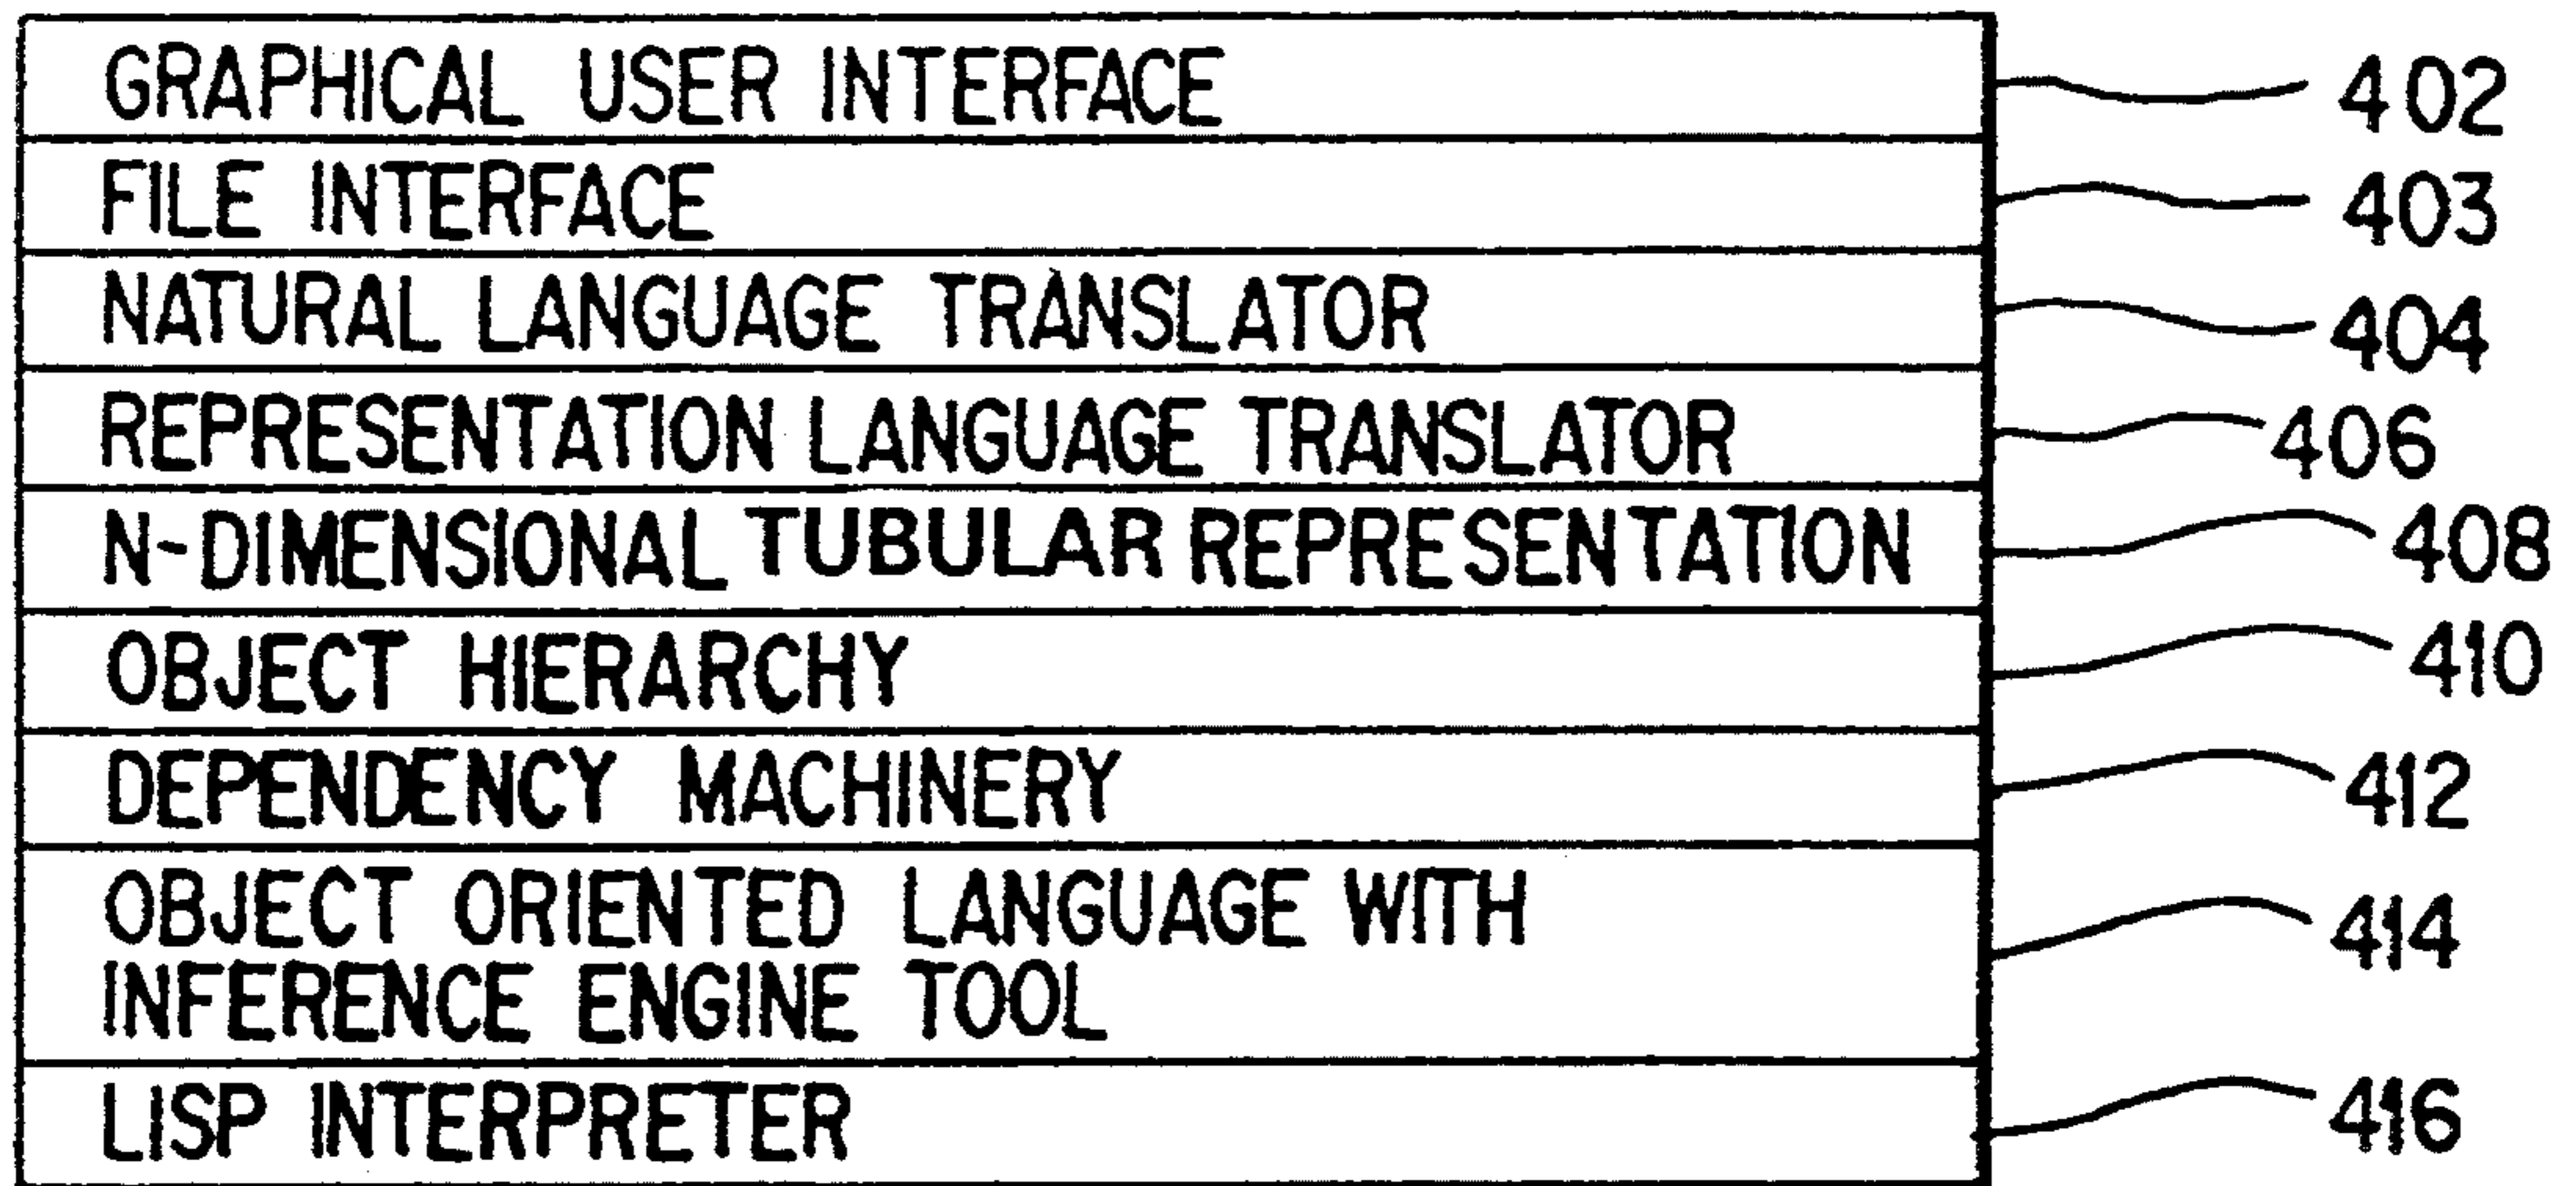 GRAPHICAL USER INTERFACE 402
FILE INTERFACE 403
NATURAL LANGUAGE TRANSLATOR 404
REPRESENTATION LANGUAGE TRANSLATOR 406
N-DIMENSIONAL TUBULAR REPRESENTATION 408
OBJECT HIERARCHY 410
DEPENDENCY MACHINERY 412
OBJECT ORIENTED LANGUAGE WITH 414
INFERENCE ENGINE TOOL
LISP INTERPRETER 416